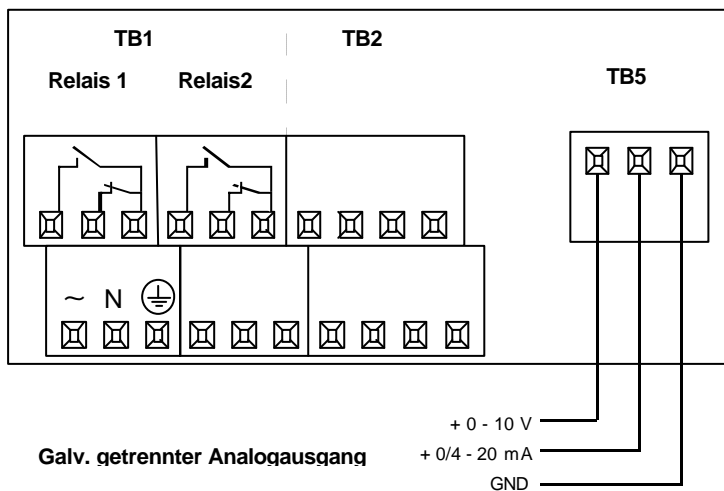 TB1 TB2
Relais 1 Relais2 TB5
~ N
+ 0 - 10 V
Galv. getrennter Analogausgang + 0/4 - 20 mA
GND